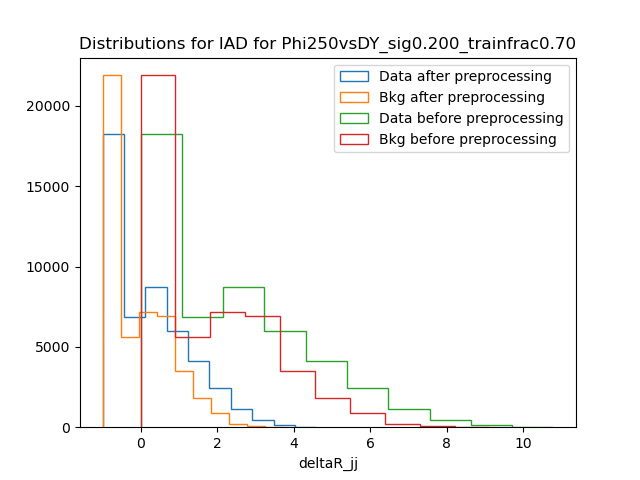 Distributions for IAD for Phi250vsDY_sig0.200_trainfrac0.70
Data after preprocessing
Bkg after preprocessing
Data before preprocessing
Bkg before preprocessing
20000
15000
10000
5000
0
0 2 4 6 8 10
deltaR_jj